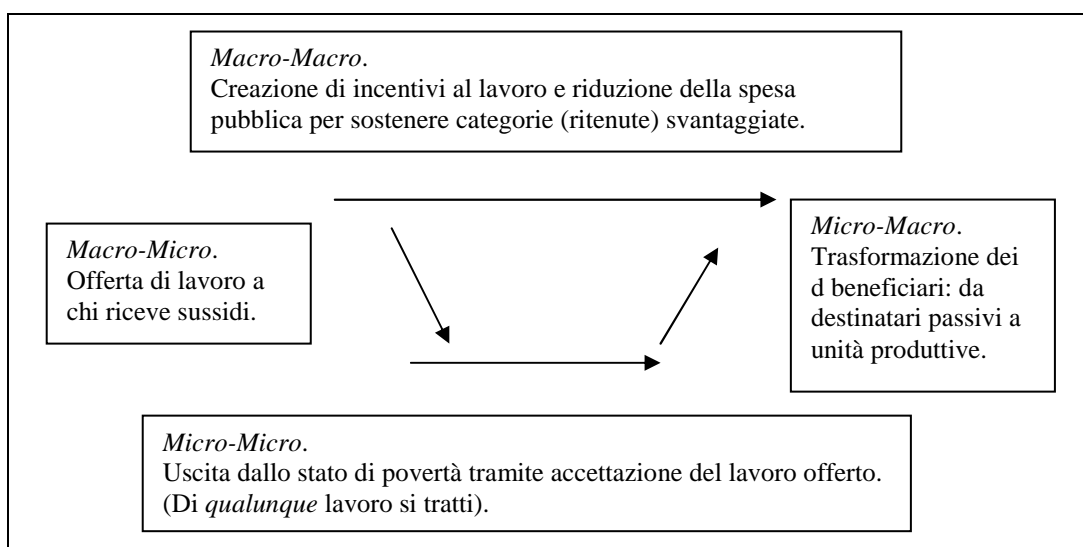 Macro-Macro.
Creazione di incentivi al lavoro e riduzione della spesa
pubblica per sostenere categorie (ritenute) svantaggiate.
Macro-Micro.
Offerta di lavoro a
chi riceve sussidi.
Micro-Macro.
Trasformazione dei
d beneficiari: da
destinatari passivi a
unità produttive.
Micro-Micro.
Uscita dallo stato di povertà tramite accettazione del lavoro offerto.
(Di qualunque lavoro si tratti).